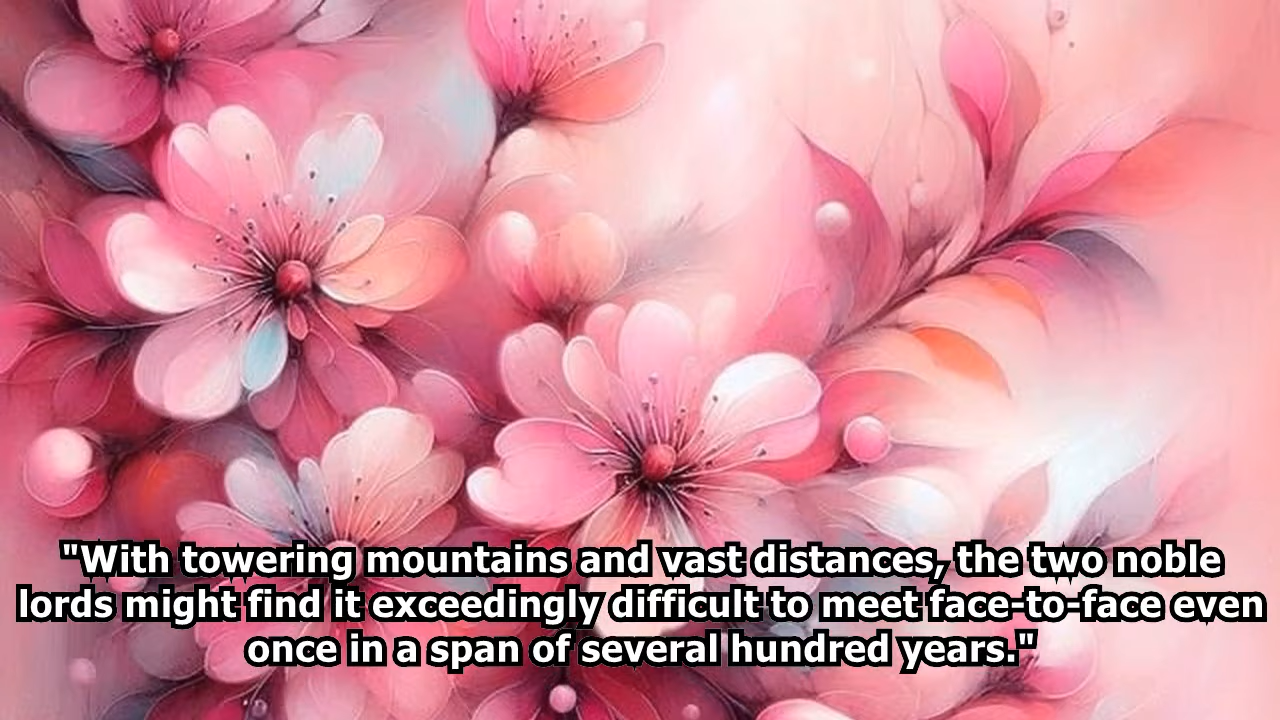 "With towering mountains and vast distances, the two noble
lords might find it exceedingly difficult to meet face-to-face even
once in a span of several hundred years."